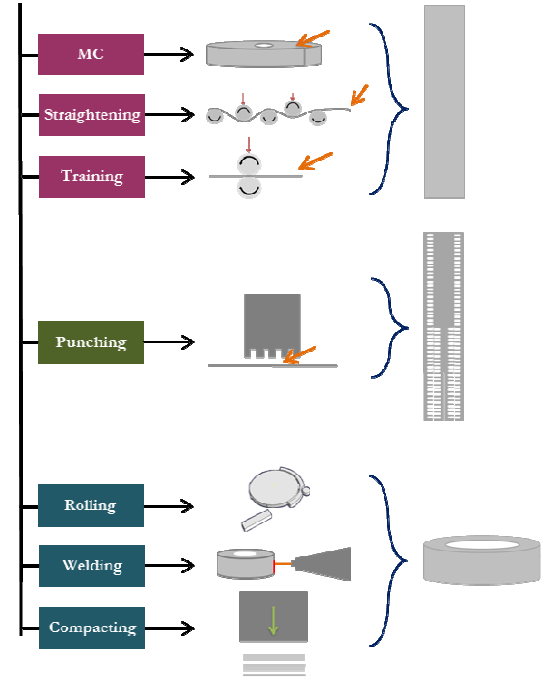 MC
Straightening
Training
Punching
Rolling
Welding
Compacting